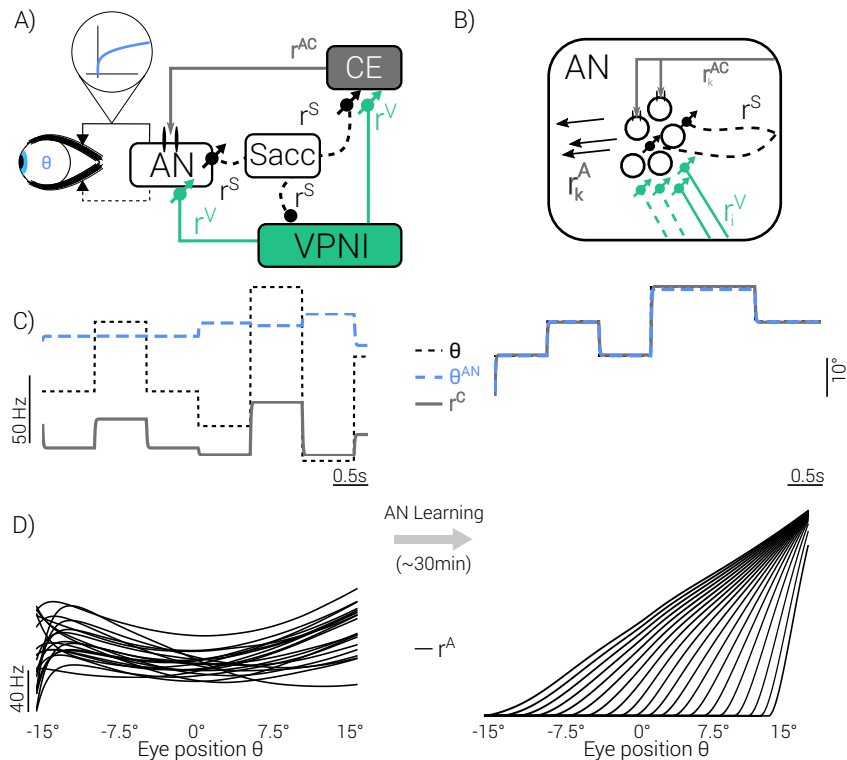 A)
B)
r^AC
CE
AN
r_k^AC
r^S
r^S
r^V
θ
AN
Sacc
r^S
r^S
r_k^A
r^V
VPNI
r_i^V
C)
θ
θ^AN
r^C
10°
50 Hz
0.5s
0.5s
D)
AN Learning
(~30min)
r^A
40 Hz
-15° -7.5° 0° 7.5° 15°
Eye position θ
-15° -7.5° 0° 7.5° 15°
Eye position θ